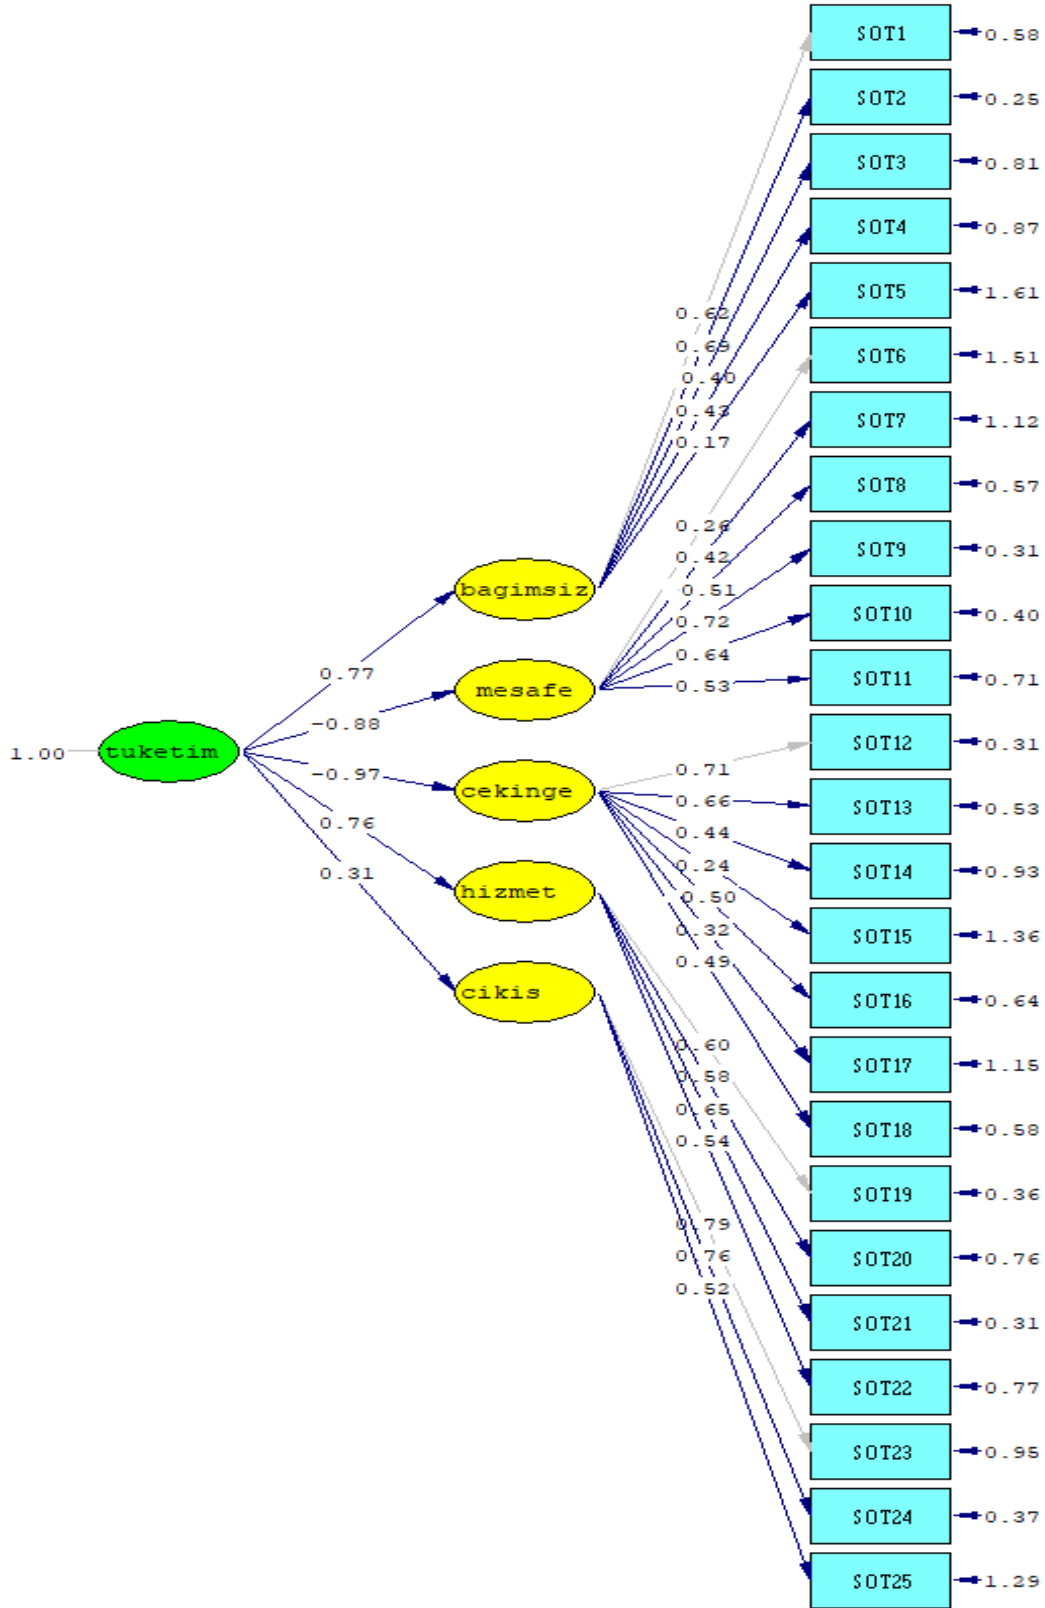 SOT1 0.58
SOT2 0.25
SOT3 0.81
SOT4 0.87
SOT5 1.61
0.62
SOT6 1.51
0.69
0.40
0.43 SOT7 1.12
0.17
SOT8 0.57
0.26
SOT9 0.31
0.42
bagimsiz 0.51
SOT10 0.40
0.72
0.64
0.77 SOT11 0.71
mesafe 0.53
-0.88
1.00 tuketim SOT12 0.31
0.71
-0.97 cekinge
0.66 SOT13 0.53
0.76 0.44
0.31 0.24 SOT14 0.93
hizmet 0.50
0.32 SOT15 1.36
0.49
cikis SOT16 0.64
0.60
SOT17 1.15
0.58
0.65
SOT18 0.58
0.54
SOT19 0.36
0.79
0.76 SOT20 0.76
0.52
SOT21 0.31
SOT22 0.77
SOT23 0.95
SOT24 0.37
SOT25 1.29